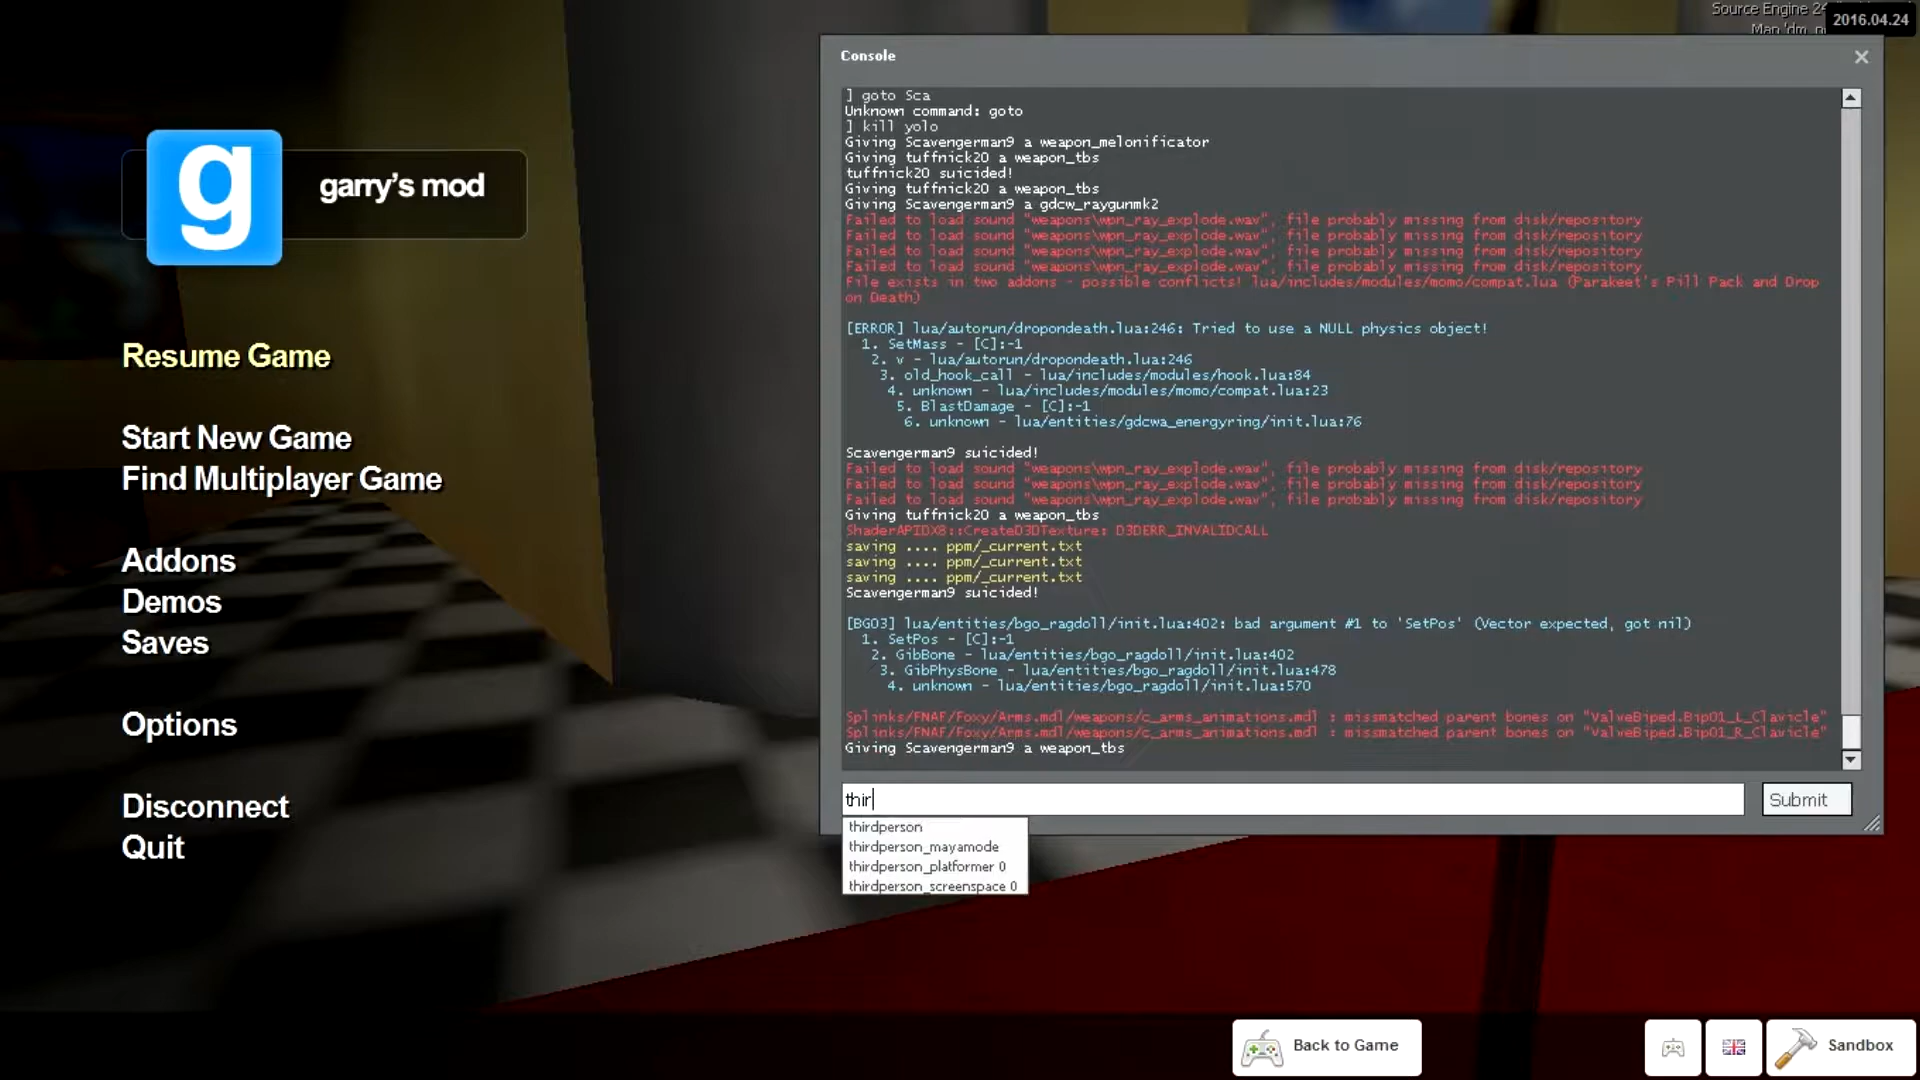 Source Engine 2
Map 'dm_
2016.04.24
Console
] goto Sca
Unknown command: goto
] kill yolo
Giving Scavengerman9 a weapon_melonificator
Giving tuffnick20 a weapon_tbs
tuffnick20 suicided!
Giving tuffnick20 a weapon_tbs
Giving Scavengerman9 a gdcw_raygunmk2
Failed to load sound "weapons\wpn_ray_explode.wav", file probably missing from disk/repository
Failed to load sound "weapons\wpn_ray_explode.wav", file probably missing from disk/repository
Failed to load sound "weapons\wpn_ray_explode.wav", file probably missing from disk/repository
Failed to load sound "weapons\wpn_ray_explode.wav", file probably missing from disk/repository
File exists in two addons - possible conflicts! lua/includes/modules/momo/compat.lua (Parakeet's Pill Pack and Drop
on Death)
[ERROR] lua/autorun/dropondeath.lua:246: Tried to use a NULL physics object!
1. SetMass - [C]:-1
2. v - lua/autorun/dropondeath.lua:246
3. old_hook_call - lua/includes/modules/hook.lua:84
4. unknown - lua/includes/modules/momo/compat.lua:23
5. BlastDamage - [C]:-1
6. unknown - lua/entities/gdcwa_energyring/init.lua:76
Scavengerman9 suicided!
Failed to load sound "weapons\wpn_ray_explode.wav", file probably missing from disk/repository
Failed to load sound "weapons\wpn_ray_explode.wav", file probably missing from disk/repository
Failed to load sound "weapons\wpn_ray_explode.wav", file probably missing from disk/repository
Giving tuffnick20 a weapon_tbs
ShaderAPIDX8::CreateD3DTexture: D3DERR_INVALIDCALL
saving .... ppm/_current.txt
saving .... ppm/_current.txt
saving .... ppm/_current.txt
Scavengerman9 suicided!
[BGO3] lua/entities/bgo_ragdoll/init.lua:402: bad argument #1 to 'SetPos' (Vector expected, got nil)
1. SetPos - [C]:-1
2. GibBone - lua/entities/bgo_ragdoll/init.lua:402
3. GibPhysBone - lua/entities/bgo_ragdoll/init.lua:478
4. unknown - lua/entities/bgo_ragdoll/init.lua:570
Splinks/FNAF/Foxy/Arms.mdl/weapons/c_arms_animations.mdl : missmatched parent bones on "ValveBiped.Bip01_L_Clavicle"
Splinks/FNAF/Foxy/Arms.mdl/weapons/c_arms_animations.mdl : missmatched parent bones on "ValveBiped.Bip01_R_Clavicle"
Giving Scavengerman9 a weapon_tbs
thir
Submit
thirdperson
thirdperson_mayamode
thirdperson_platformer 0
thirdperson_screenspace 0
g
garry's mod
Resume Game
Start New Game
Find Multiplayer Game
Addons
Demos
Saves
Options
Disconnect
Quit
Back to Game
Sandbox